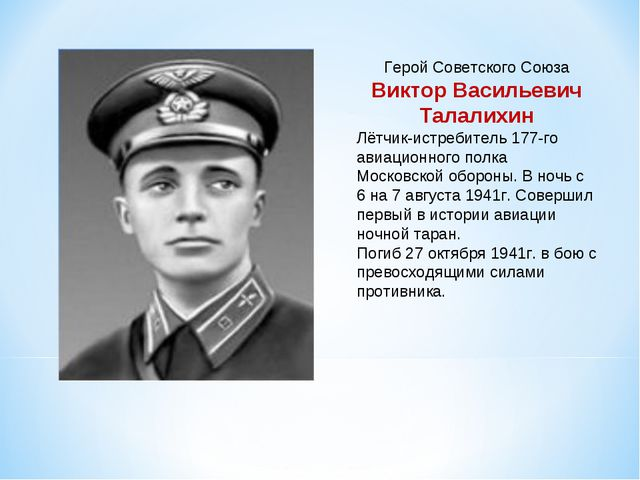 Герой Советского Союза
Виктор Васильевич
Талалихин
Лётчик-истребитель 177-го
авиационного полка
Московской обороны. В ночь с
6 на 7 августа 1941г. Совершил
первый в истории авиации
ночной таран.
Погиб 27 октября 1941г. в бою с
превосходящими силами
противника.